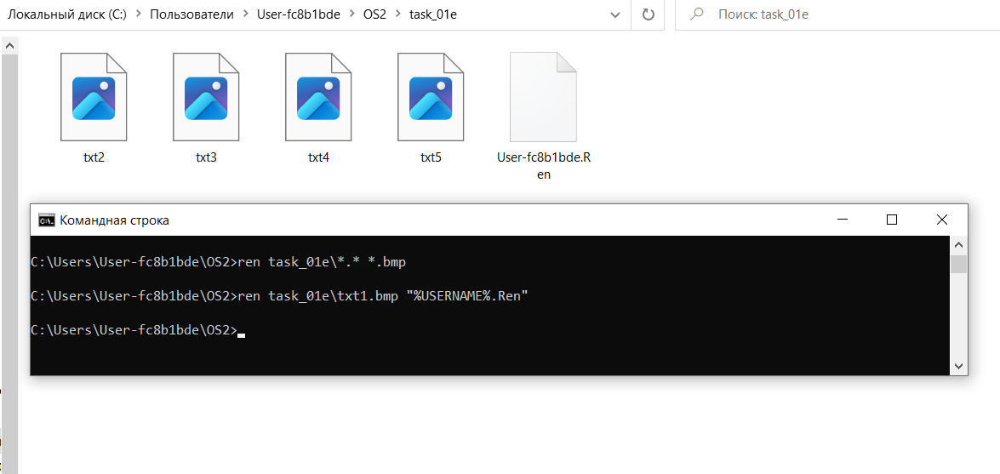 Локальный диск (C:) > Пользователи > User-fc8b1bde > OS2 > task_01e
Поиск: task_01e
txt2
txt3
txt4
txt5
User-fc8b1bde.R
en
Командная строка
C:\Users\User-fc8b1bde\OS2>ren task_01e\*.* *.bmp
C:\Users\User-fc8b1bde\OS2>ren task_01e\txt1.bmp "%USERNAME%.Ren"
C:\Users\User-fc8b1bde\OS2>